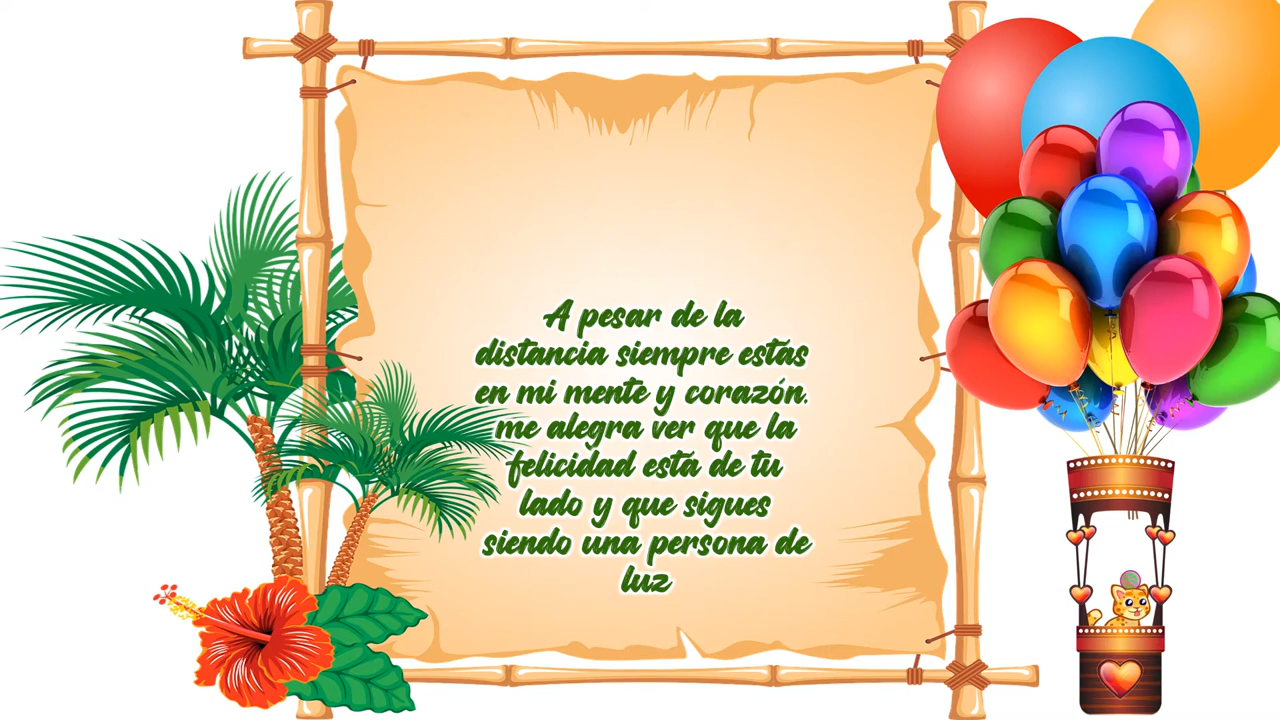 A pesar de la
distancia siempre estás
en mi mente y corazón.
me alegra ver que la
felicidad está de tu
lado y que sigues
siendo una persona de
luz